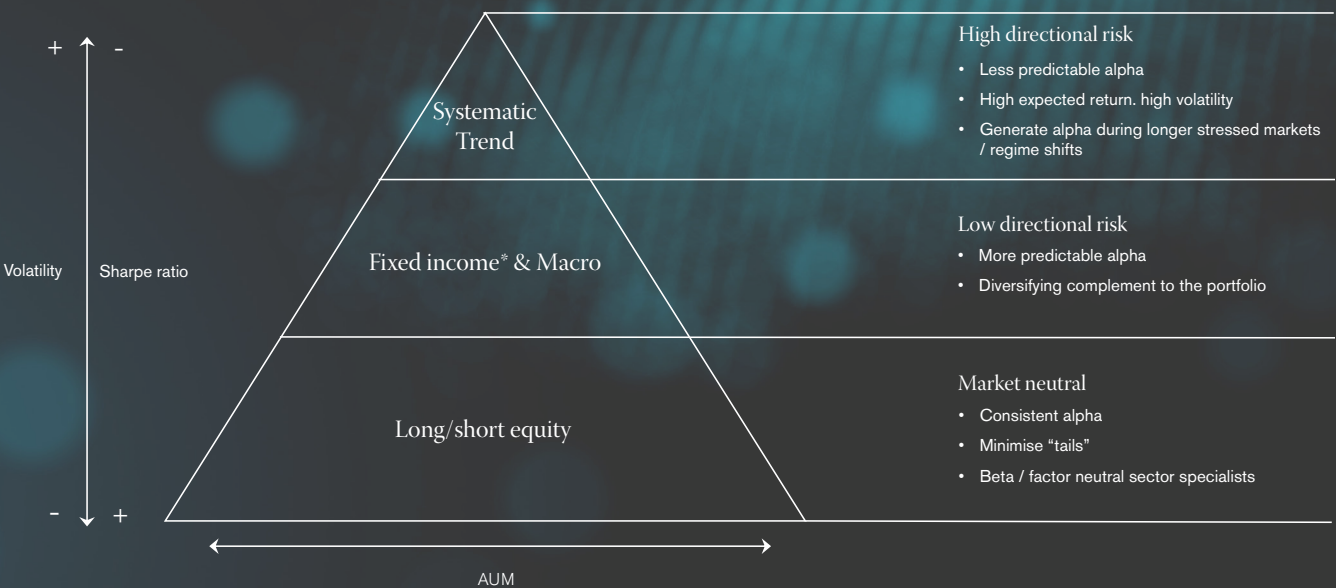 + -
Volatility
Sharpe ratio
- +
Systematic
Trend
Fixed income* & Macro
Long/short equity
AUM
High directional risk
• Less predictable alpha
• High expected return. high volatility
• Generate alpha during longer stressed markets
/ regime shifts
Low directional risk
• More predictable alpha
• Diversifying complement to the portfolio
Market neutral
• Consistent alpha
• Minimise “tails”
• Beta / factor neutral sector specialists